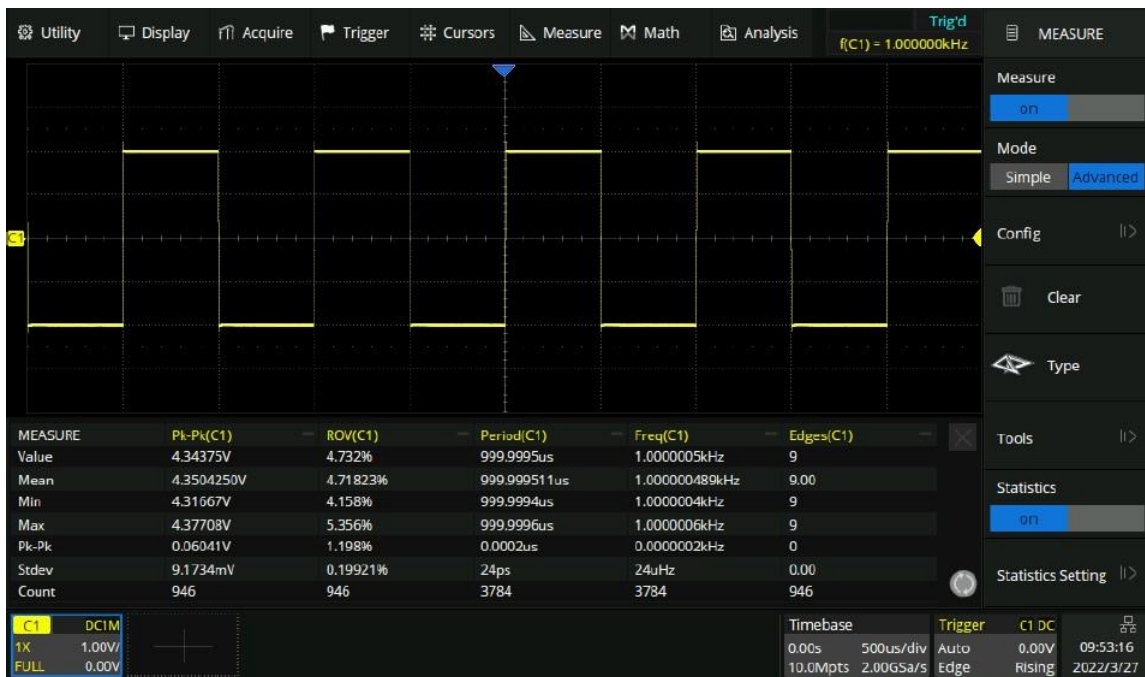 Utility Display Acquire Trigger Cursors Measure Math Analysis
Trig'd
f(C1) = 1.000000kHz
MEASURE
Measure
on
Mode
Simple Advanced
Config
Clear
Type
Tools
Statistics
on
Statistics Setting
C1
MEASURE Pk-Pk(C1) ROV(C1) Period(C1) Freq(C1) Edges(C1)
Value 4.34375V 4.732% 999.9995us 1.0000005kHz 9
Mean 4.3504250V 4.71823% 999.999511us 1.000000489kHz 9.00
Min 4.31667V 4.158% 999.9994us 1.0000004kHz 9
Max 4.37708V 5.356% 999.9996us 1.0000006kHz 9
Pk-Pk 0.06041V 1.198% 0.0002us 0.0000002kHz 0
Stdev 9.1734mV 0.19921% 24ps 24uHz 0.00
Count 946 946 3784 3784 946
C1 DC1M
1X 1.00V/
FULL 0.00V
Timebase
0.00s 500us/div
10.0Mpts 2.00GSa/s
Trigger C1 DC
Auto 0.00V
Edge Rising
09:53:16
2022/3/27